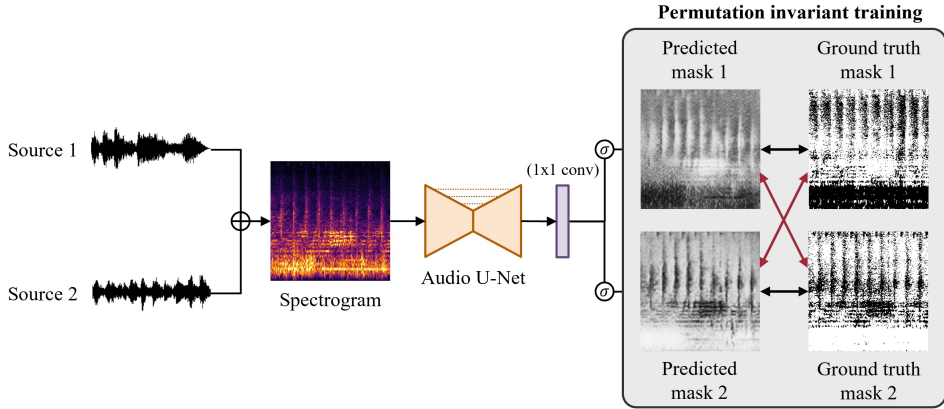 Permutation invariant training
Predicted
mask 1
Ground truth
mask 1
Source 1
(1x1 conv)
σ
Source 2
Spectrogram
Audio U-Net
σ
Predicted
mask 2
Ground truth
mask 2